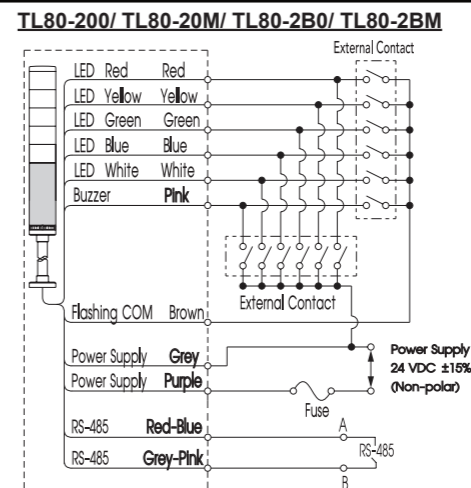 TL80-200/ TL80-20M/ TL80-2B0/ TL80-2BM
External Contact
LED Red Red
LED Yellow Yellow
LED Green Green
LED Blue Blue
LED White White
Buzzer Pink
External Contact
Flashing COM Brown
Power Supply Grey
Power Supply Purple
Power Supply
24 VDC ±15%
(Non-polar)
Fuse
RS-485 Red-Blue
A
RS-485
RS-485 Grey-Pink
B